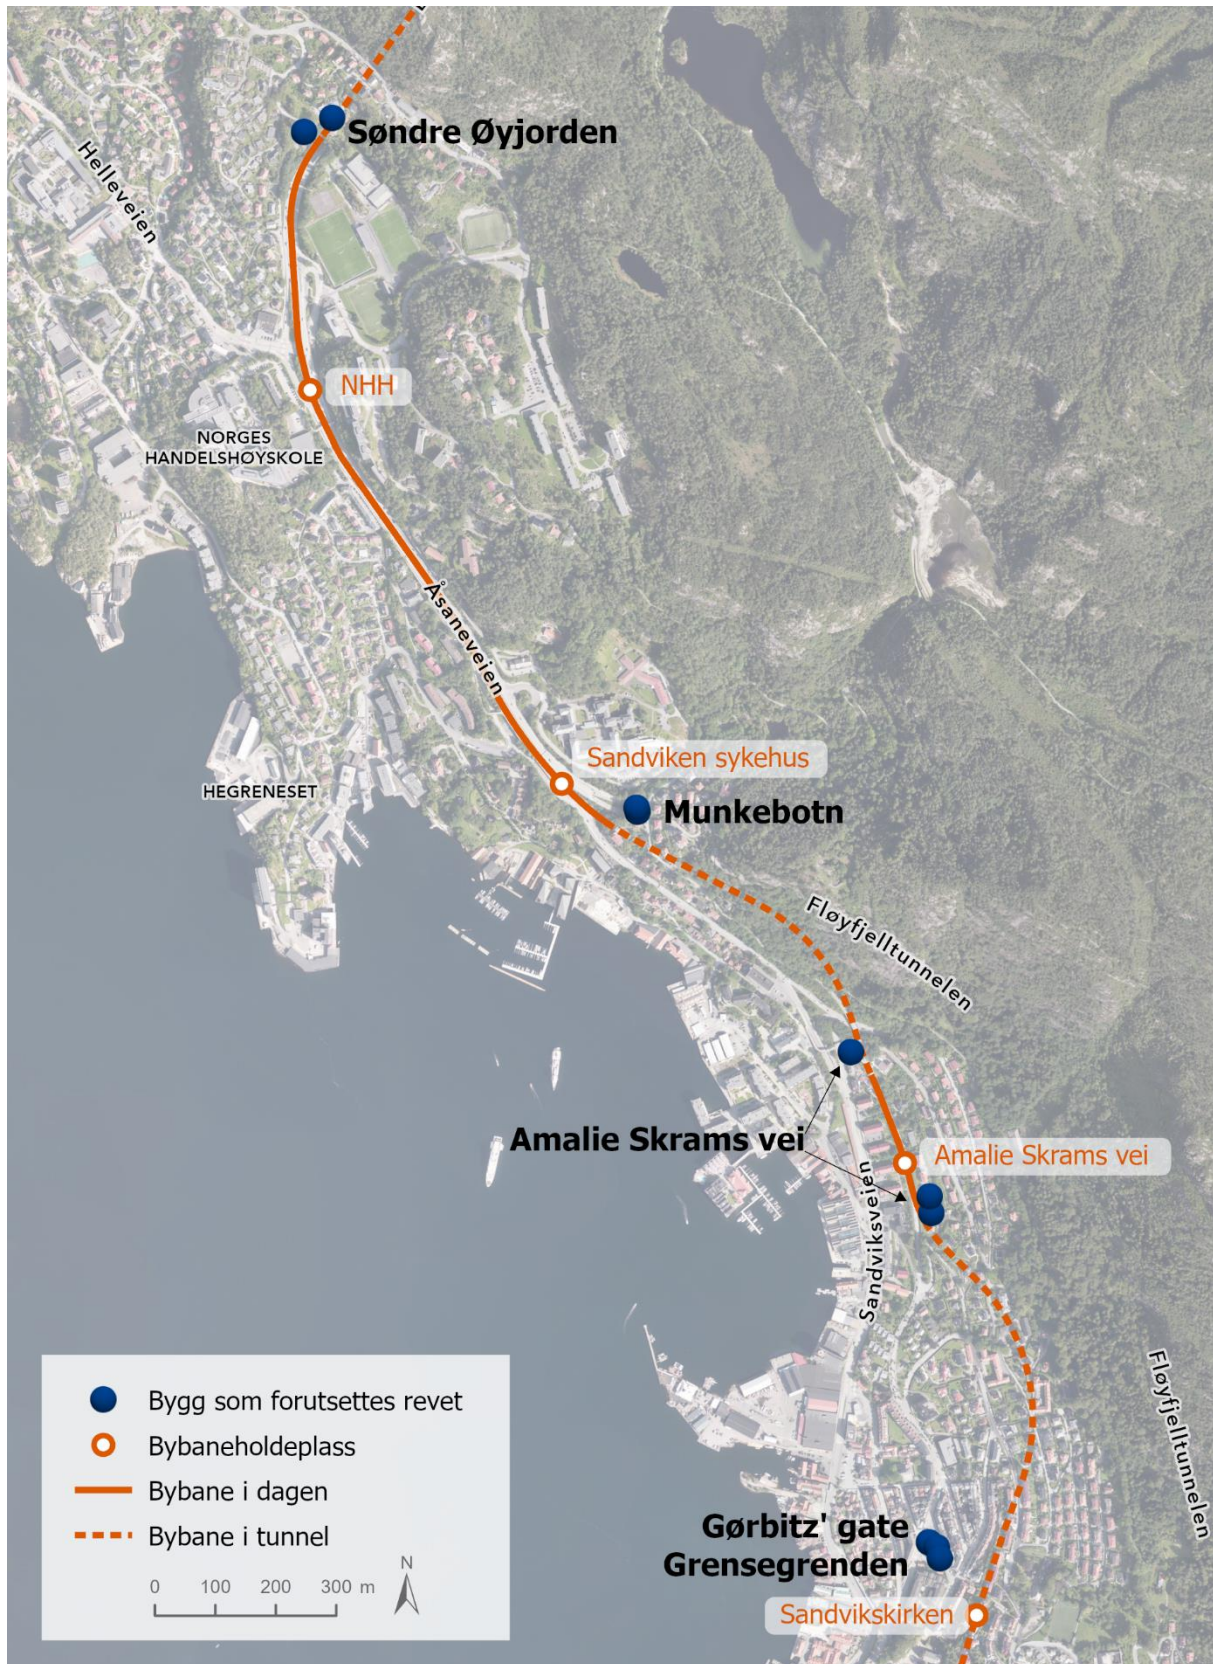 Søndre Øyjorden
Helleveien
NHH
NORGES
HANDELSHØYSKOLE
Åsaneveien
Sandviken sykehus
HEGRENESET
Munkebotn
Fløyfjelltunnelen
Amalie Skrams vei
Amalie Skrams vei
Sandviksveien
Fløyfjelltunnelen
Bygg som forutsettes revet
Bybaneholdeplass
Bybane i dagen
Bybane i tunnel
N
0 100 200 300 m
Gørbitz' gate
Grensegrenden
Sandvikskirken